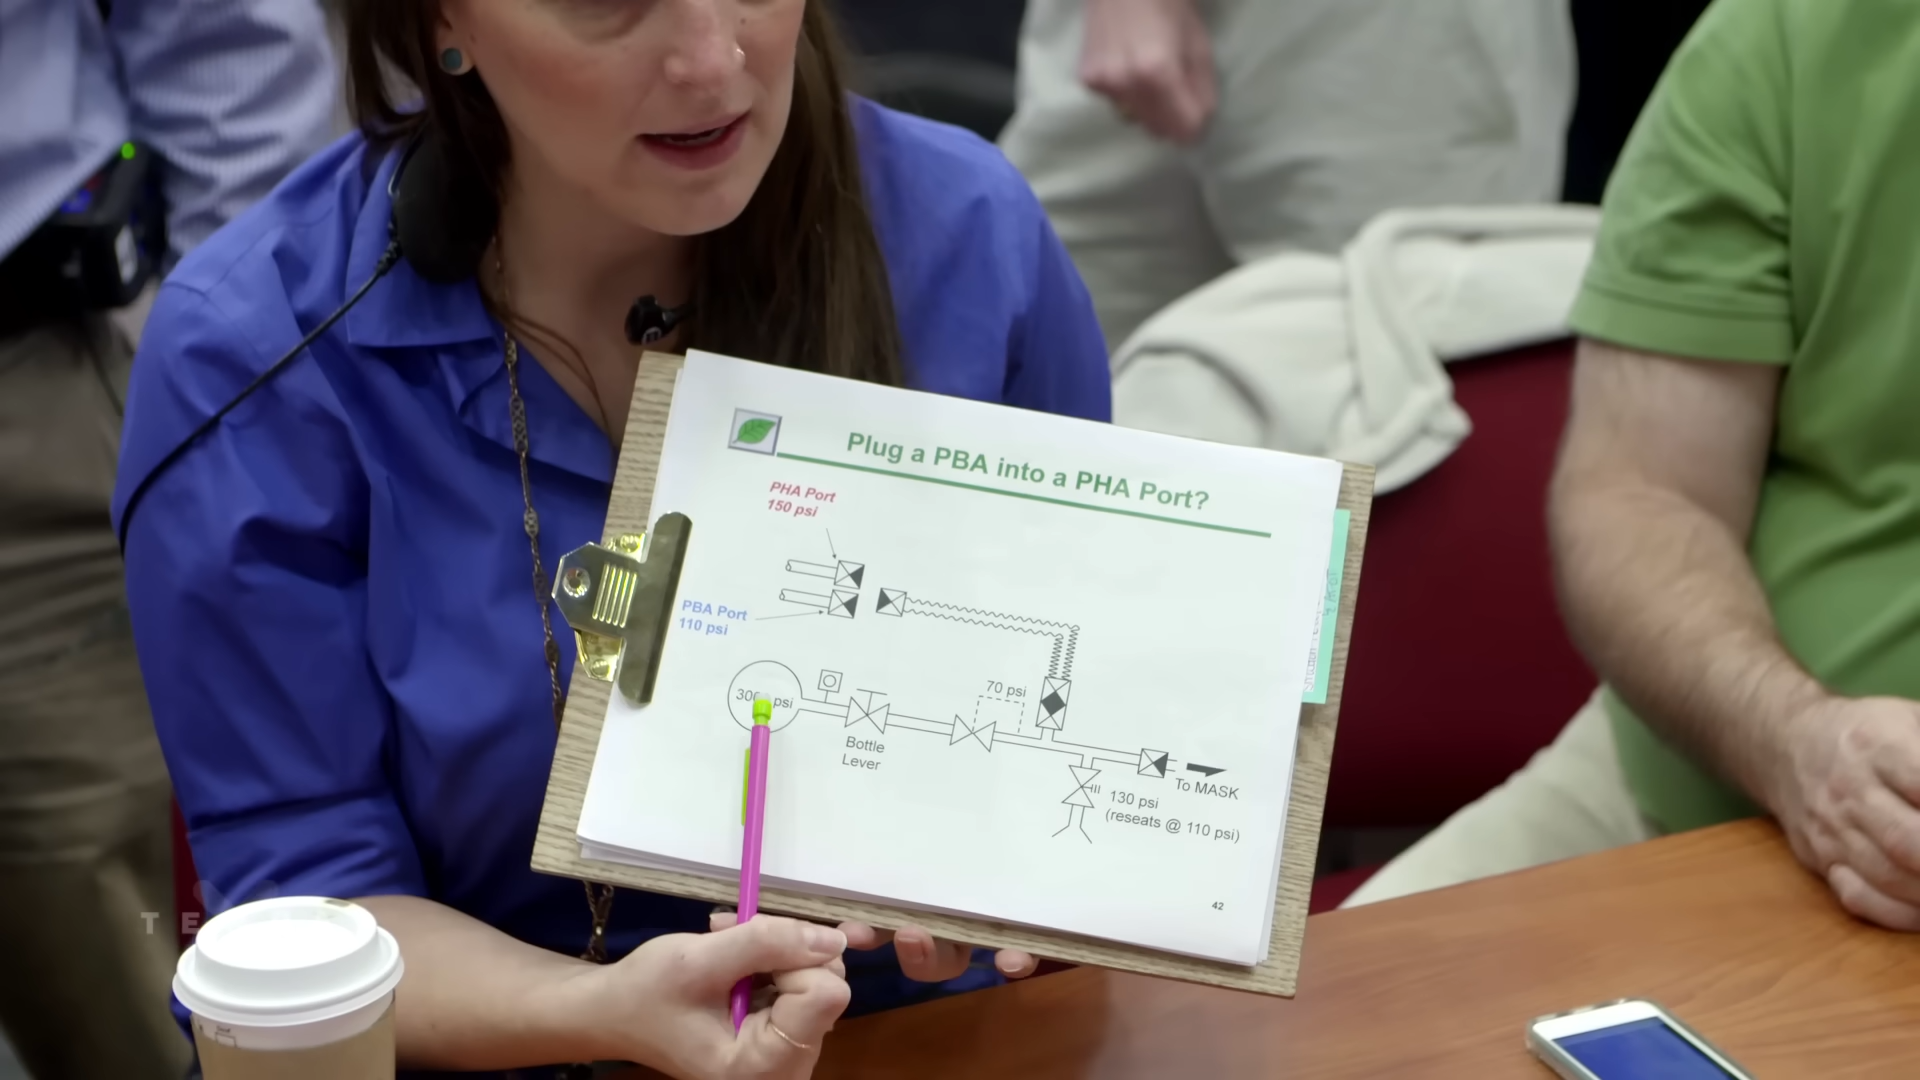 Plug a PBA into a PHA Port?
PHA Port
150 psi
PBA Port
110 psi
psi
Bottle
Lever
70 psi
To MASK
130 psi
(reseats @ 110 psi)
42